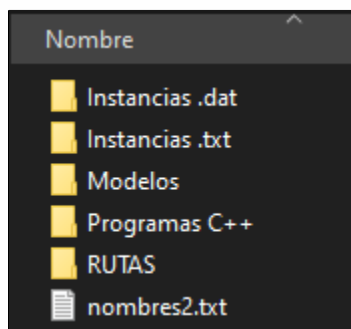 Nombre
Instancias .dat
Instancias .txt
Modelos
Programas C++
RUTAS
nombres2.txt